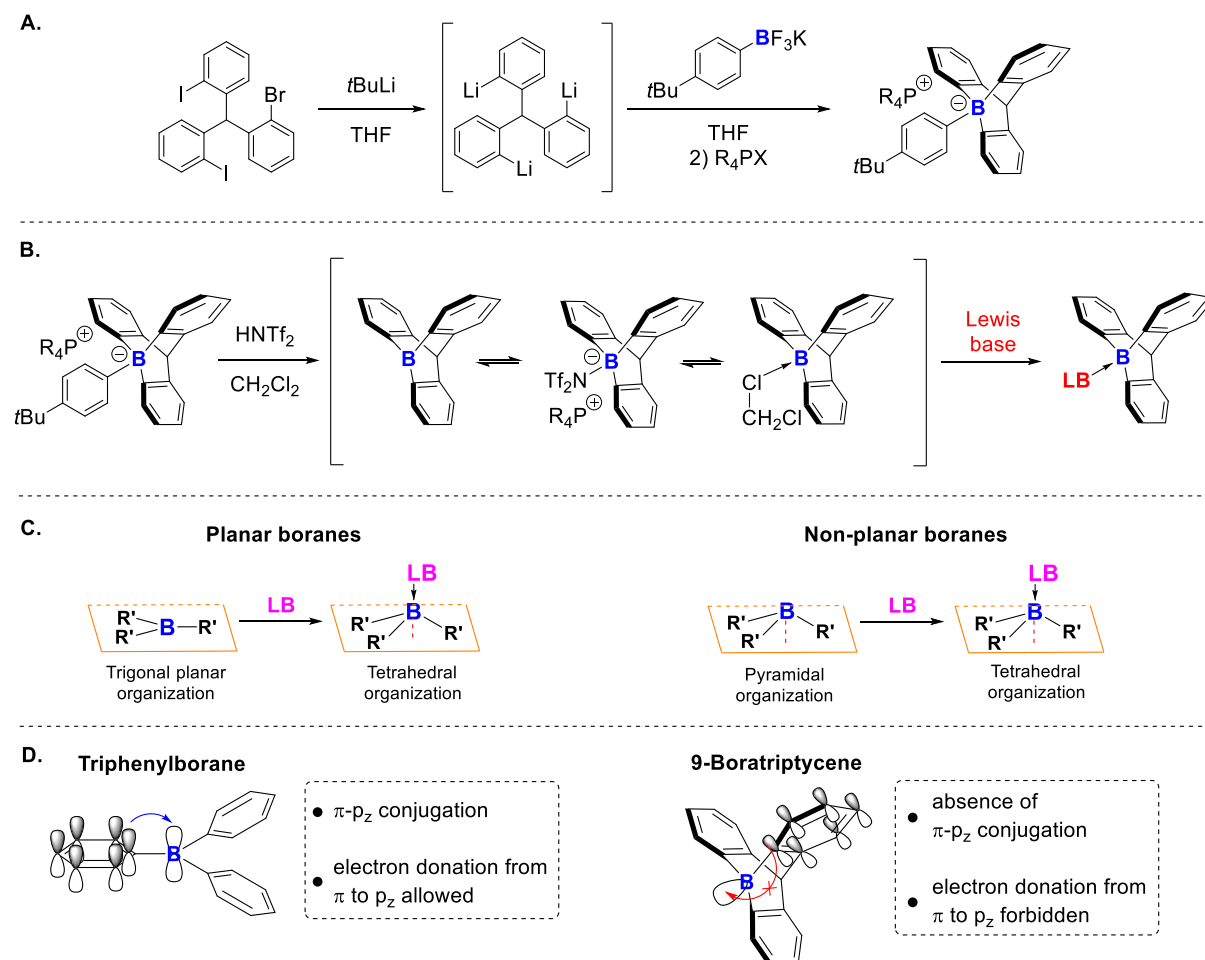 A.
I
Br
I
tBuLi
THF
Li
Li
Li
BF3K
tBu
THF
2) R4PX
R4P⊕
⊖
B
tBu
B.
R4P⊕
⊖
B
tBu
HNTf2
CH2Cl2
B
⊖
B
Tf2N
R4P⊕
B
Cl
CH2Cl
Lewis
base
B
LB
C.
Planar boranes
R'
R'
B
R'
Trigonal planar
organization
LB
LB
B
R'
R'
R'
Tetrahedral
organization
Non-planar boranes
B
R'
R'
R'
Pyramidal
organization
LB
LB
B
R'
R'
R'
Tetrahedral
organization
D.
Triphenylborane
B
● π-pz conjugation
● electron donation from
π to pz allowed
9-Boratriptycene
B
● absence of
π-pz conjugation
● electron donation from
π to pz forbidden